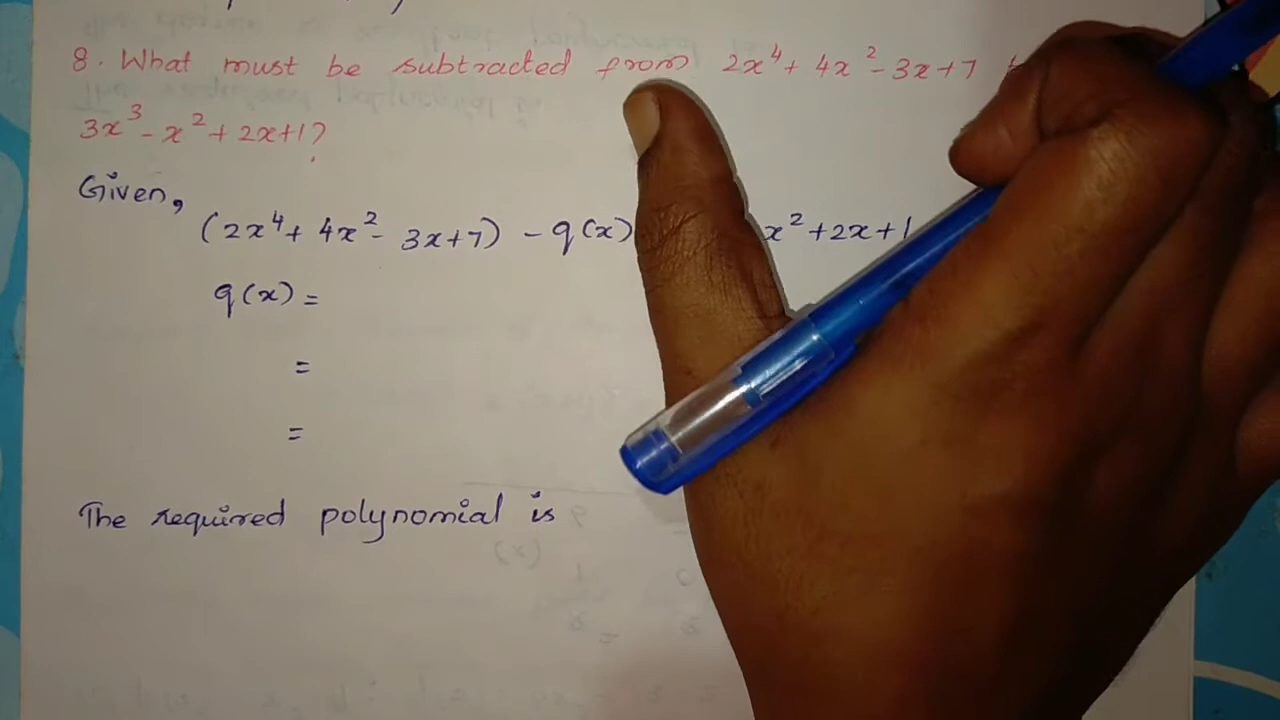 8. What must be subtracted from 2x⁴ + 4x² - 3x + 7
3x³ - x² + 2x + 1?
Given,
(2x⁴ + 4x² - 3x + 7) - q(x) x² + 2x + 1
q(x) =
=
=
The required polynomial is